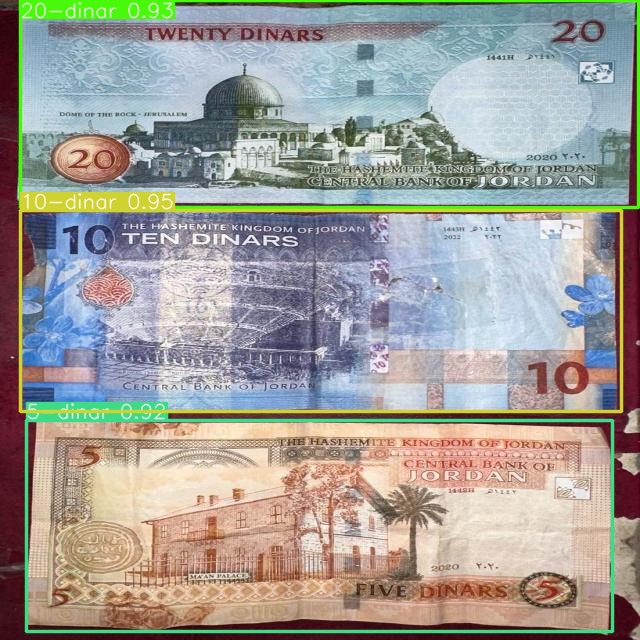 20-dinar 0.93
TWENTY DINARS
20
1441H ١٤٤١هـ
DOME OF THE ROCK - JERUSALEM
20
2020 ٢٠٢٠
THE HASHEMITE KINGDOM OF JORDAN
CENTRAL BANK OF JORDAN
10-dinar 0.95
10
THE HASHEMITE KINGDOM OF JORDAN
TEN DINARS
1443H ١٤٤٣هـ
2022 ٢٠٢٢
10
CENTRAL BANK OF JORDAN
5-dinar 0.92
5
THE HASHEMITE KINGDOM OF JORDAN
CENTRAL BANK OF
JORDAN
MA'AN PALACE
2020 ٢٠٢٠
5
FIVE DINARS
5